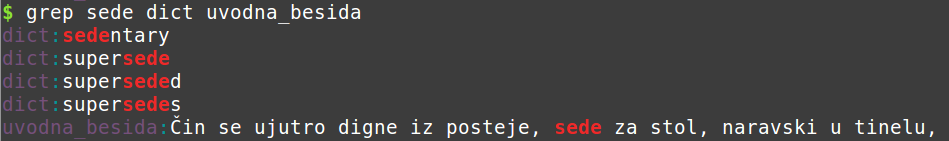 $ grep sede dict uvodna_besida
dict:sedentary
dict:supersede
dict:superseded
dict:supersedes
uvodna_besida:Čin se ujutro digne iz posteje, sede za stol, naravski u tinelu,